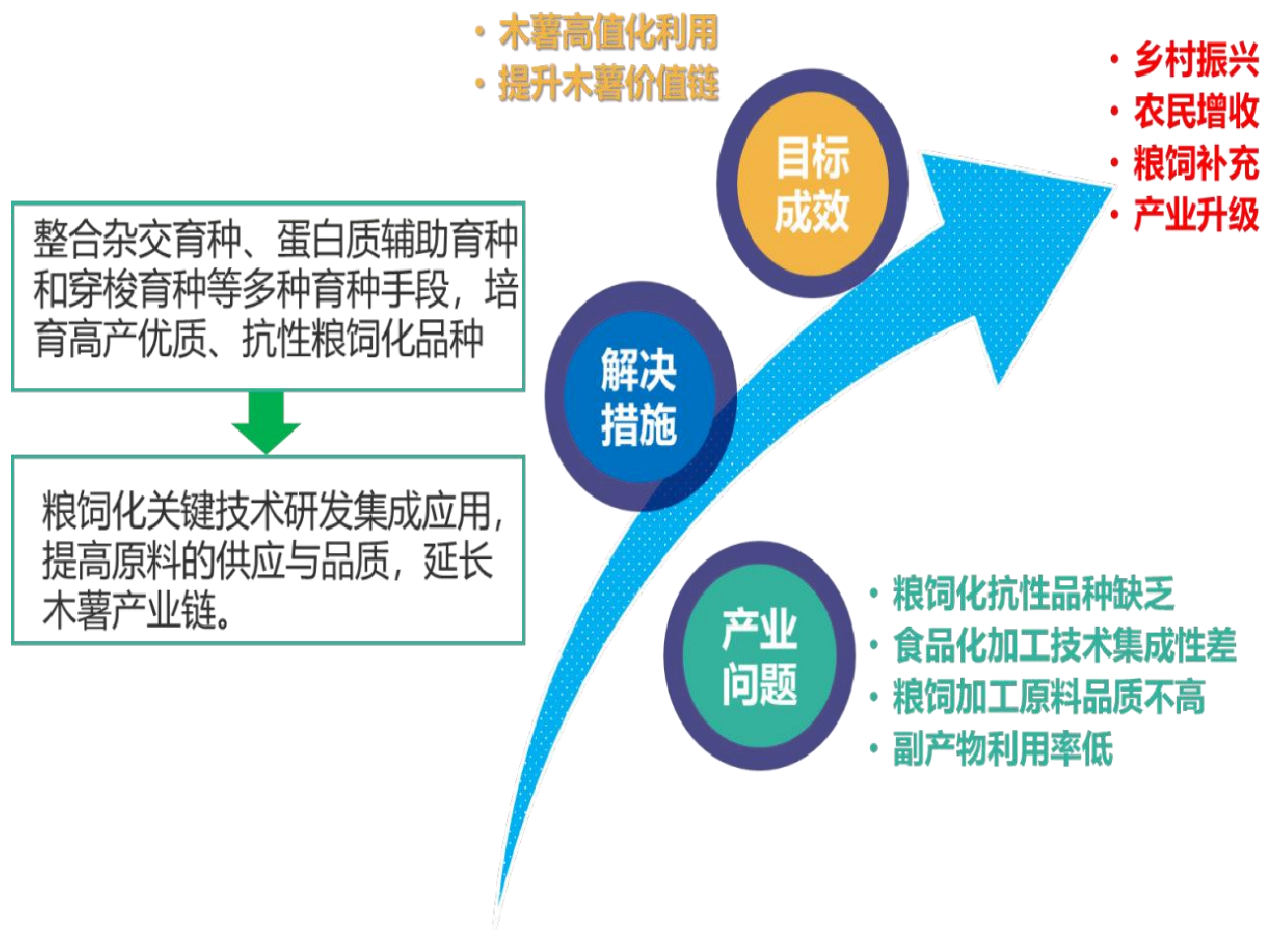 • 木薯高值化利用
• 提升木薯价值链
• 乡村振兴
• 农民增收
• 粮饲补充
• 产业升级
目标
成效
整合杂交育种、蛋白质辅助育种
和穿梭育种等多种育种手段，培
育高产优质、抗性粮饲化品种
解决
措施
粮饲化关键技术研发集成应用，
提高原料的供应与品质，延长
木薯产业链。
产业
问题
• 粮饲化抗性品种缺乏
• 食品化加工技术集成性差
• 粮饲加工原料品质不高
• 副产物利用率低